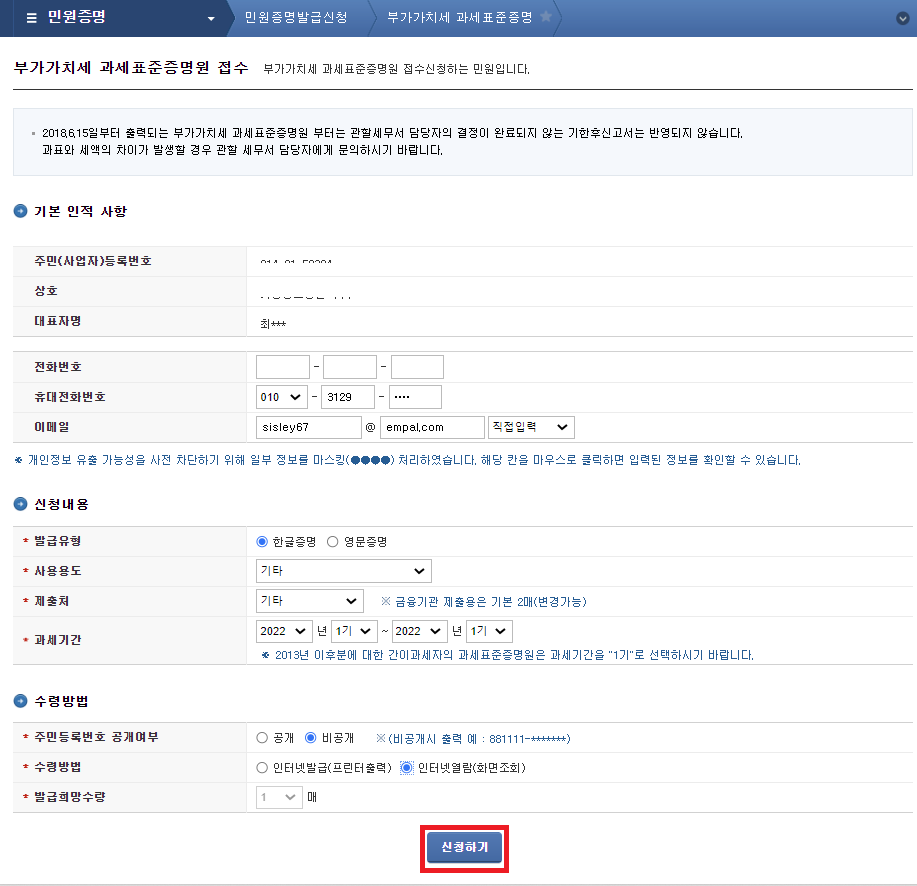 민원증명 민원증명발급신청 부가가치세 과세표준증명
부가가치세 과세표준증명원 접수 부가가치세 과세표준증명원 접수신청하는 민원입니다.
2018.6.15일부터 출력되는 부가가치세 과세표준증명원 부터는 관할세무서 담당자의 결정이 완료되지 않는 기한후신고서는 반영되지 않습니다.
과표와 세액의 차이가 발생할 경우 관할 세무서 담당자에게 문의하시기 바랍니다.
기본 인적 사항
주민(사업자)등록번호
상호
대표자명 최***
전화번호 - -
휴대전화번호 010 - 3129 - ••••
이메일 sisley67 @ empal.com 직접입력
※ 개인정보 유출 가능성을 사전 차단하기 위해 일부 정보를 마스킹(●●●●) 처리하였습니다. 해당 칸을 마우스로 클릭하면 입력된 정보를 확인할 수 있습니다.
신청내용
* 발급유형 한글증명 영문증명
* 사용용도 기타
* 제출처 기타 ※ 금융기관 제출용은 기본 2매(변경가능)
* 과세기간 2022 년 1기 ~ 2022 년 1기
※ 2013년 이후분에 대한 간이과세자의 과세표준증명원은 과세기간을 "1기"로 선택하시기 바랍니다.
수령방법
* 주민등록번호 공개여부 공개 비공개 ※(비공개시 출력 예 : 881111-*******)
* 수령방법 인터넷발급(프린터출력) 인터넷열람(화면조회)
* 발급희망수량 1 매
신청하기